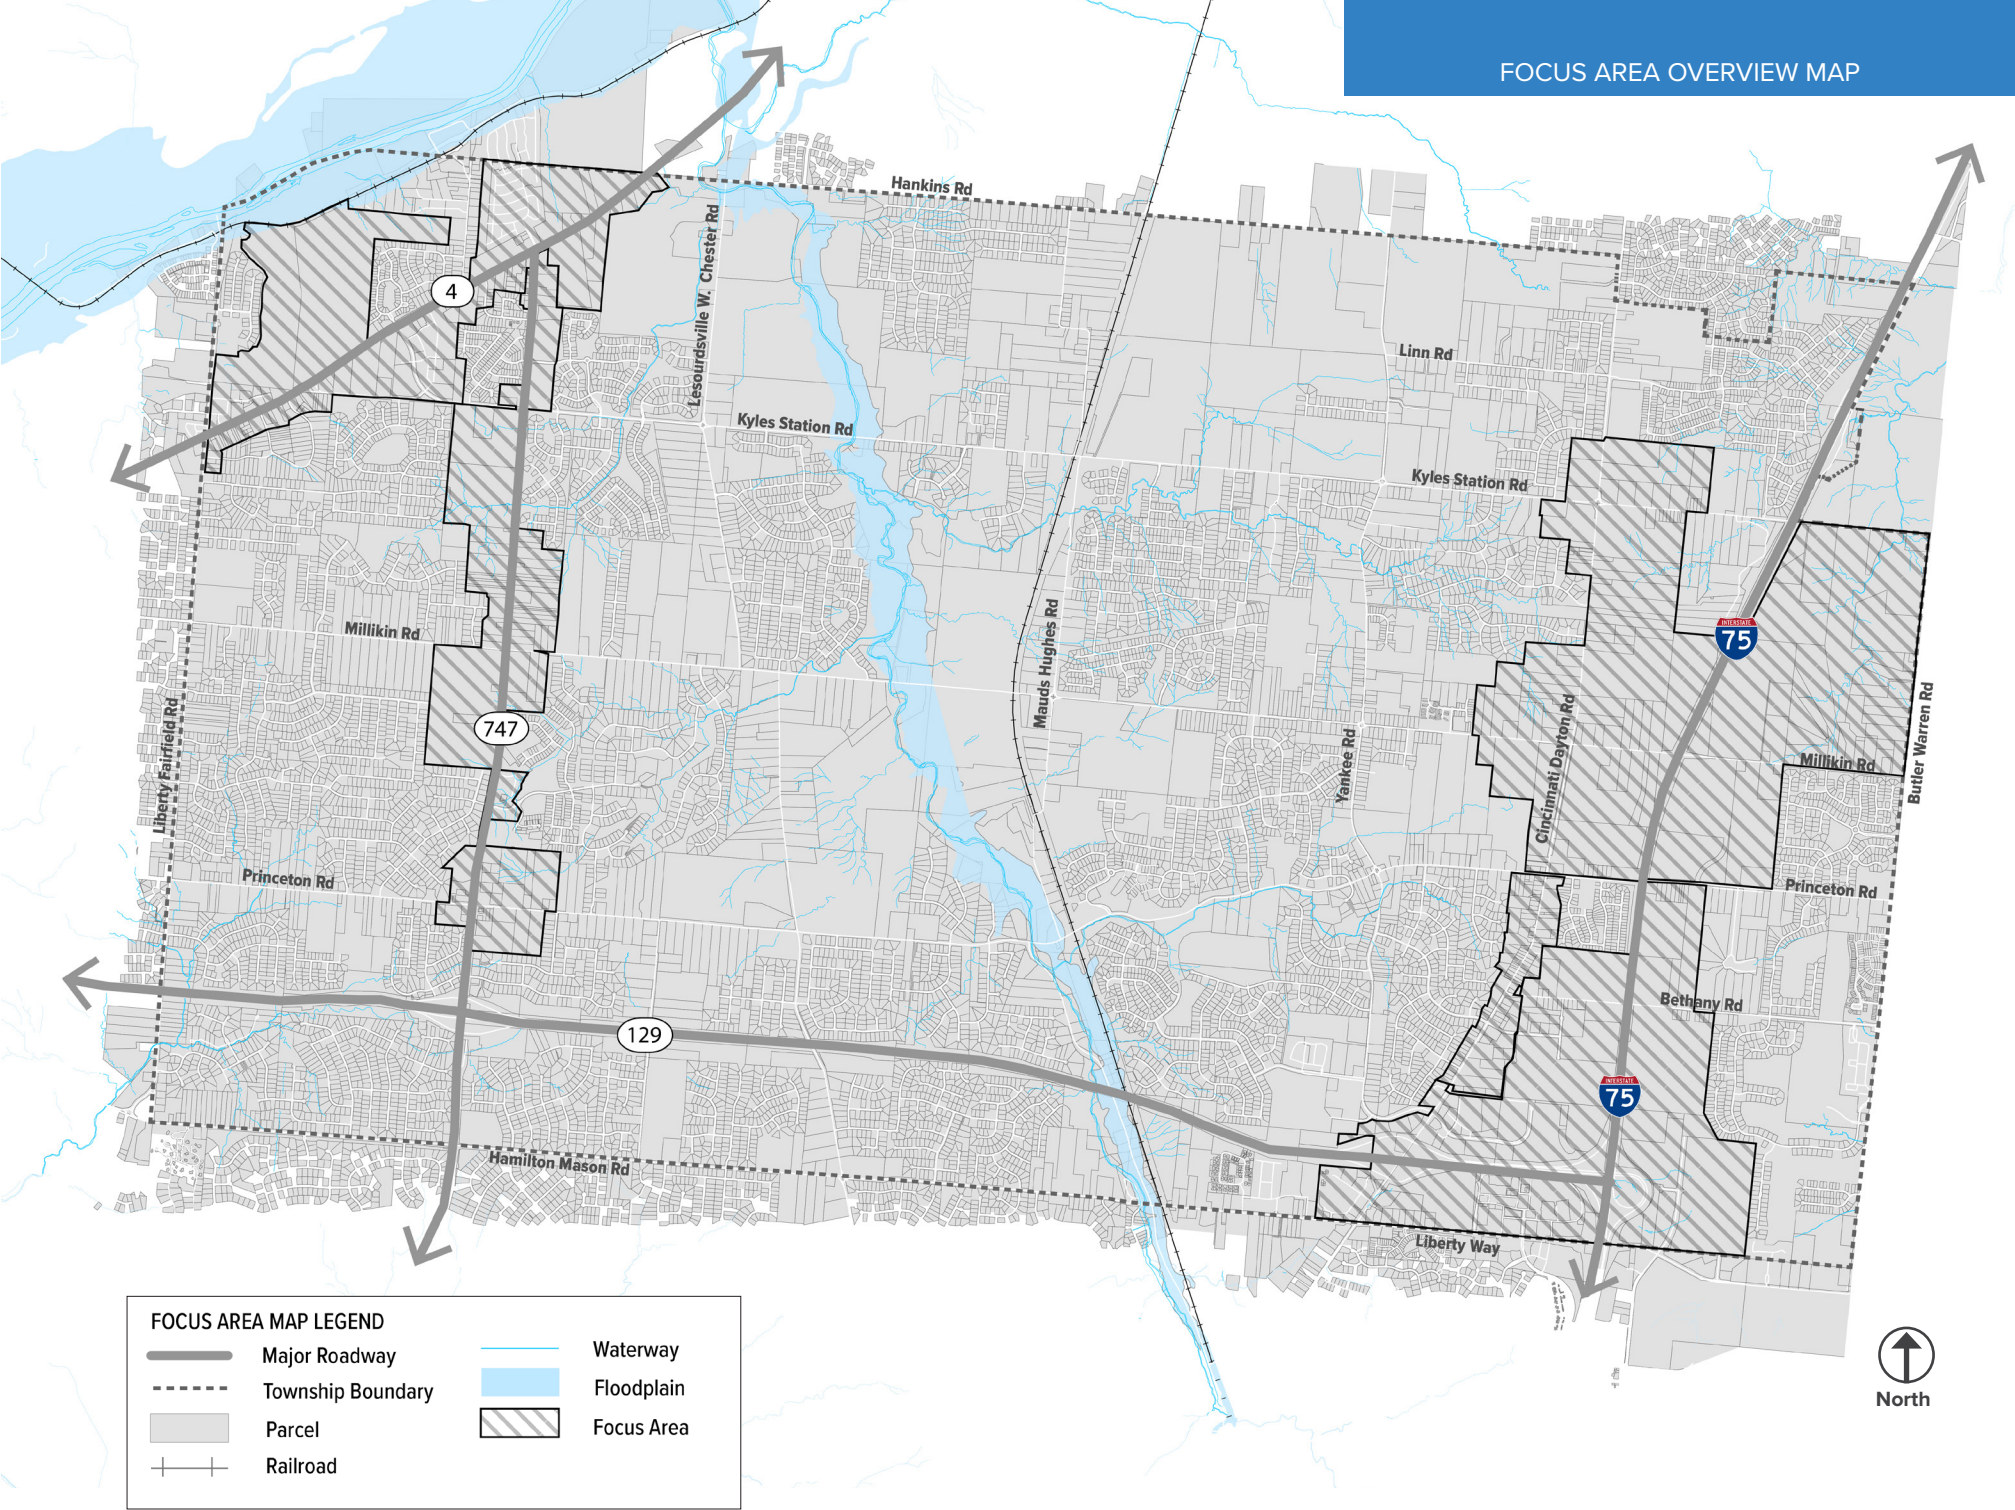 FOCUS AREA OVERVIEW MAP
Hankins Rd
Lesourdsville W. Chester Rd
4
Linn Rd
Kyles Station Rd
Kyles Station Rd
Millikin Rd
INTERSTATE
75
Mauds Hughes Rd
Liberty Fairfield Rd
747
Yankee Rd
Cincinnati Dayton Rd
Butler Warren Rd
Millikin Rd
Princeton Rd
Princeton Rd
Bethany Rd
129
INTERSTATE
75
Hamilton Mason Rd
Liberty Way
FOCUS AREA MAP LEGEND
Major Roadway
Township Boundary
Parcel
Railroad
Waterway
Floodplain
Focus Area
North